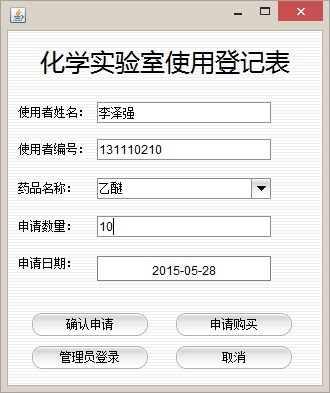 化学实验室使用登记表
使用者姓名： 李泽强
使用者编号： 131110210
药品名称： 乙醚
申请数量： 10
申请日期： 2015-05-28
确认申请 申请购买
管理员登录 取消